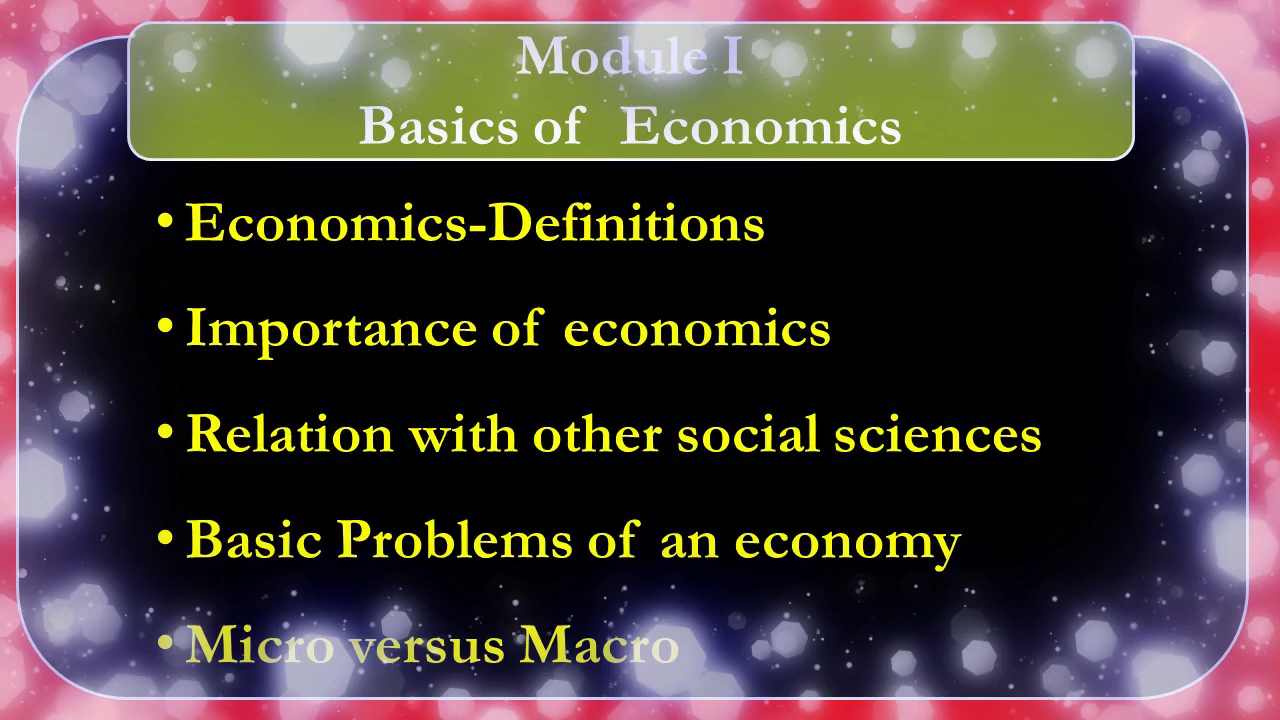 Module I
Basics of Economics
• Economics-Definitions
• Importance of economics
• Relation with other social sciences
• Basic Problems of an economy
• Micro versus Macro